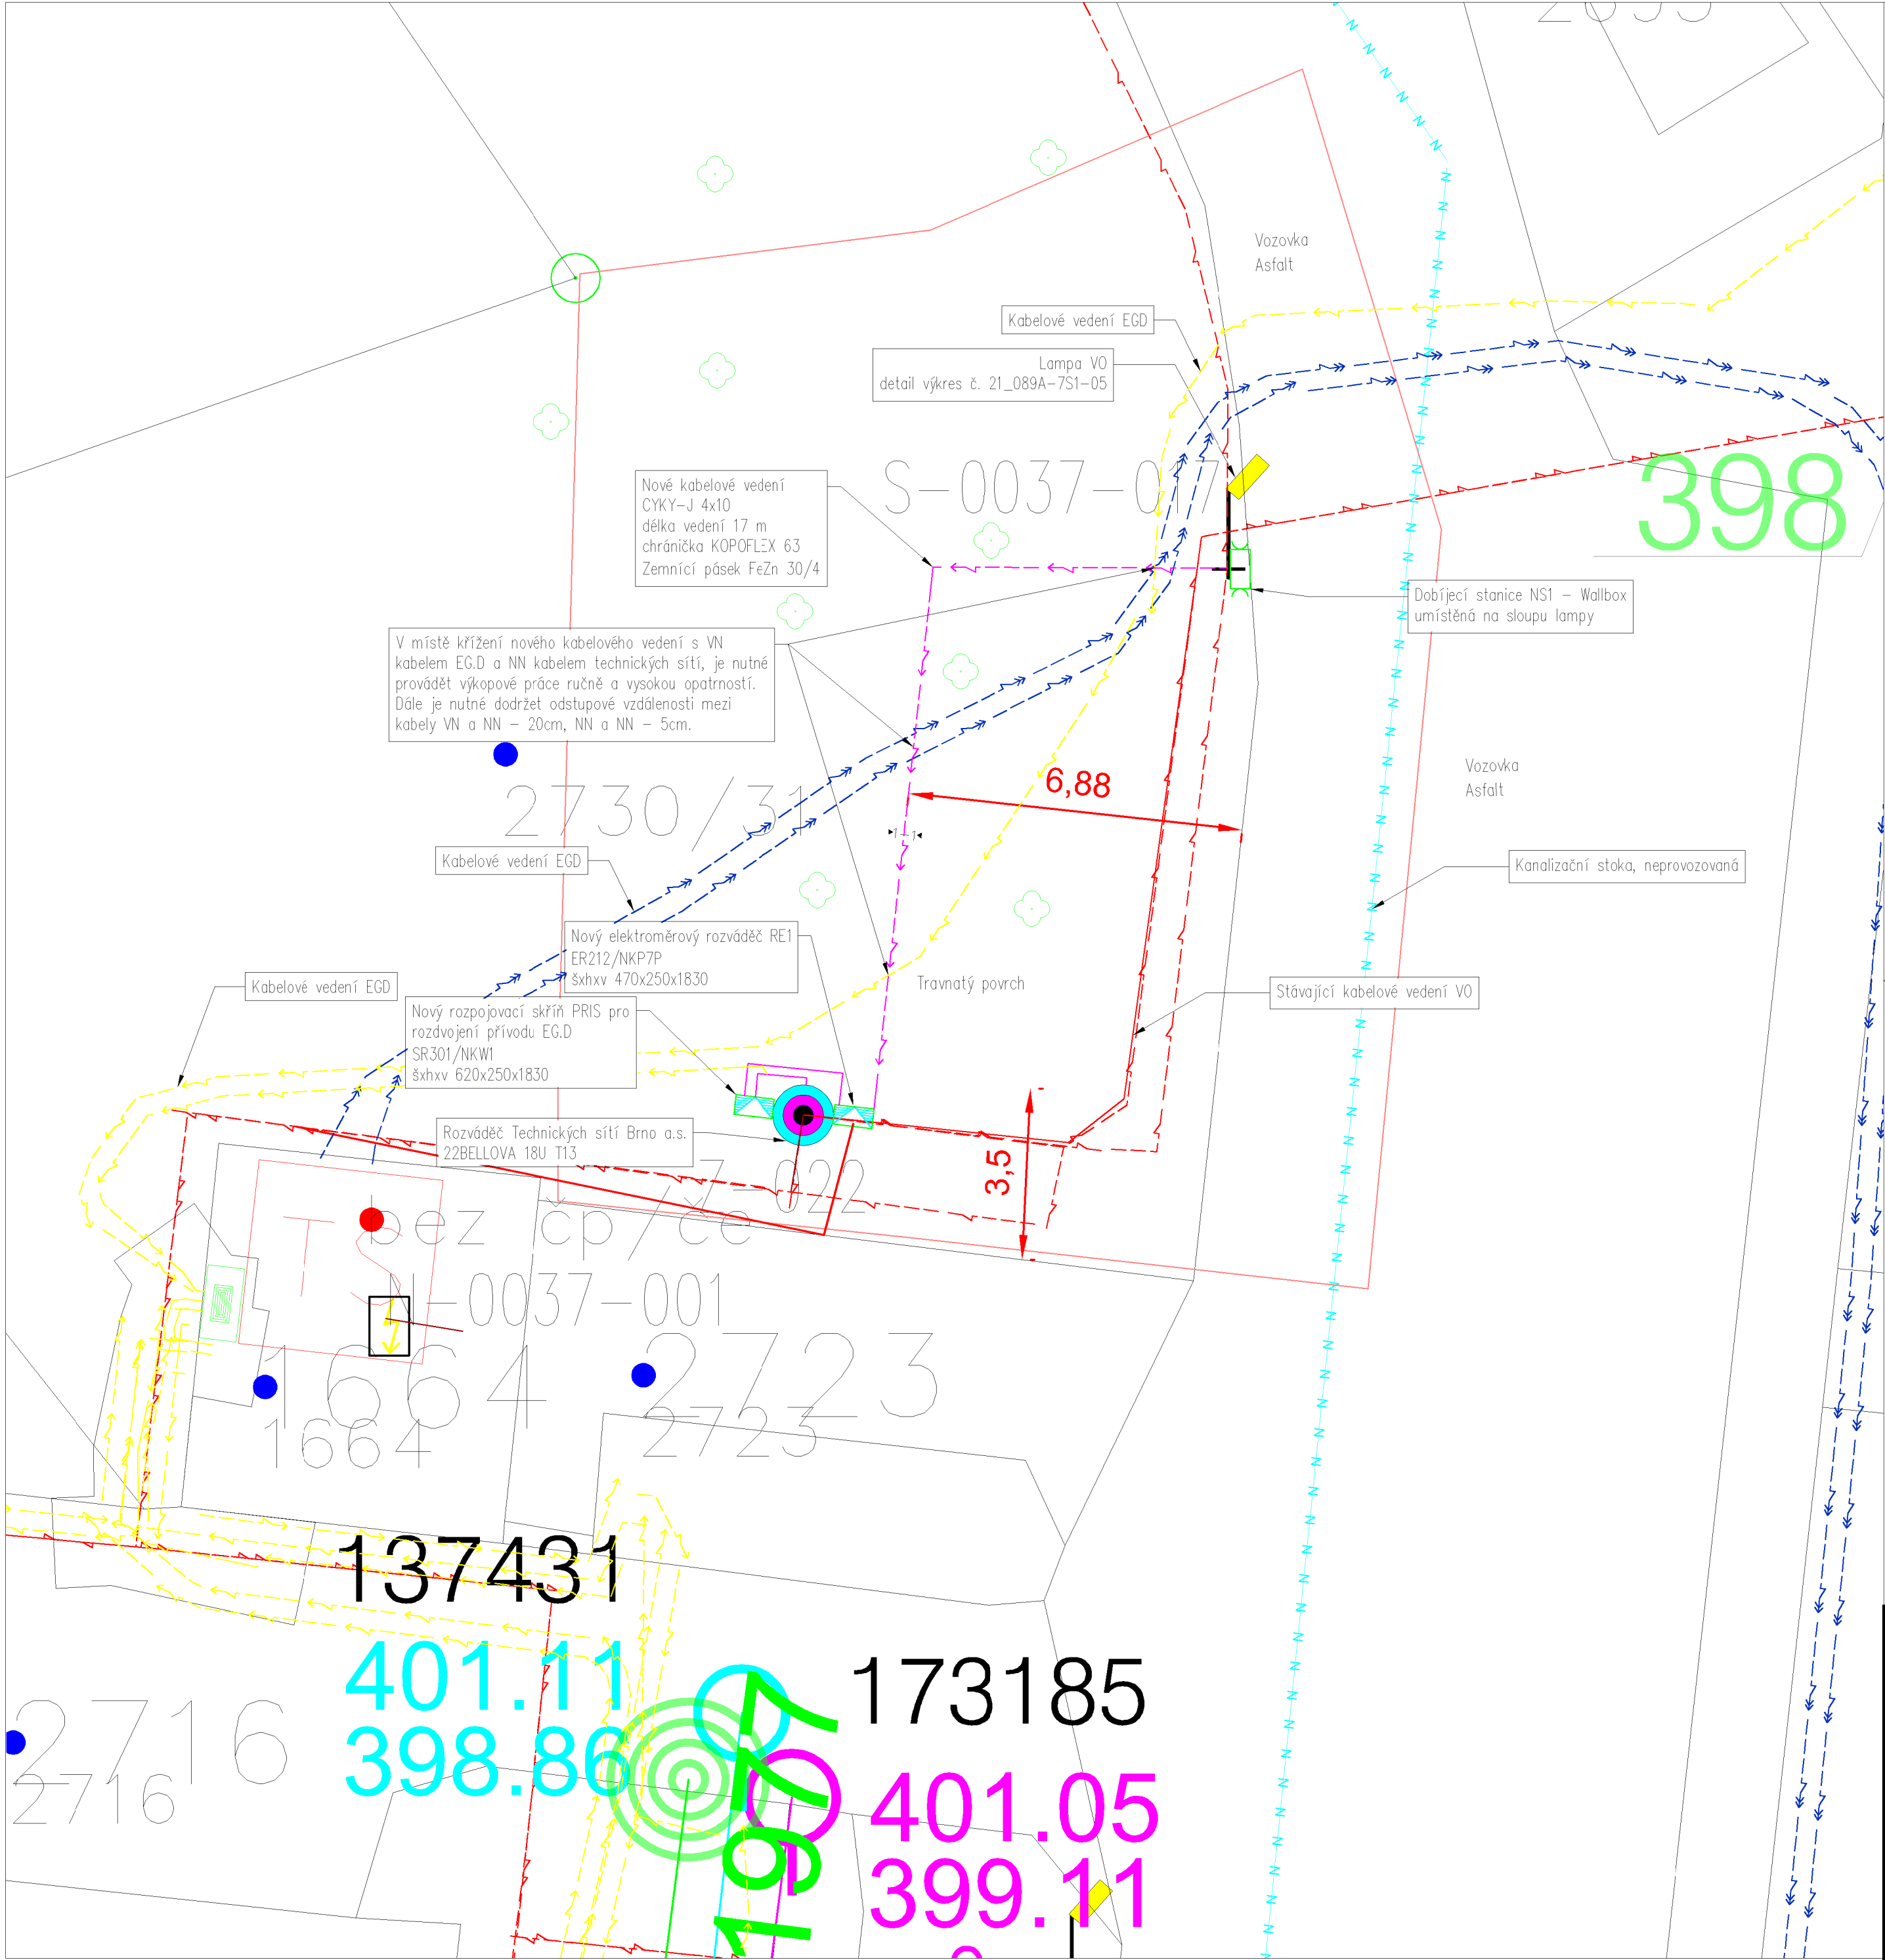 Vozovka
Asfalt
Kabelové vedení EGD
Lampa VO
detail výkres č. 21_089A-7S1-05
S-0037-017
398
Nové kabelové vedení
CYKY-J 4x10
délka vedení 17 m
chránička KOPOFLEX 63
Zemnící pásek FeZn 30/4
Dobíjecí stanice NS1 - Wallbox
umístěná na sloupu lampy
V místě křížení nového kabelového vedení s VN
kabelem EG.D a NN kabelem technických sítí, je nutné
provádět výkopové práce ručně a vysokou opatrností.
Dále je nutné dodržet odstupové vzdálenosti mezi
kabely VN a NN - 20cm, NN a NN - 5cm.
6,88
Vozovka
Asfalt
2730/31
1-1
Kabelové vedení EGD
Kanalizační stoka, neprovozovaná
Nový elektroměrový rozváděč RE1
ER212/NKP7P
šxhxv 470x250x1830
Travnatý povrch
Kabelové vedení EGD
Stávající kabelové vedení VO
Nový rozpojovací skříň PRIS pro
rozdvojení přívodu EG.D
SR301/NKW1
šxhxv 620x250x1830
Rozváděč Technických sítí Brno a.s.
22BELLOVA 18U T13
3,5
bez čp/če
-0037-001
1664
2723
1664
2723
137431
401.11
398.86
173185
2716
2716
401.05
399.11